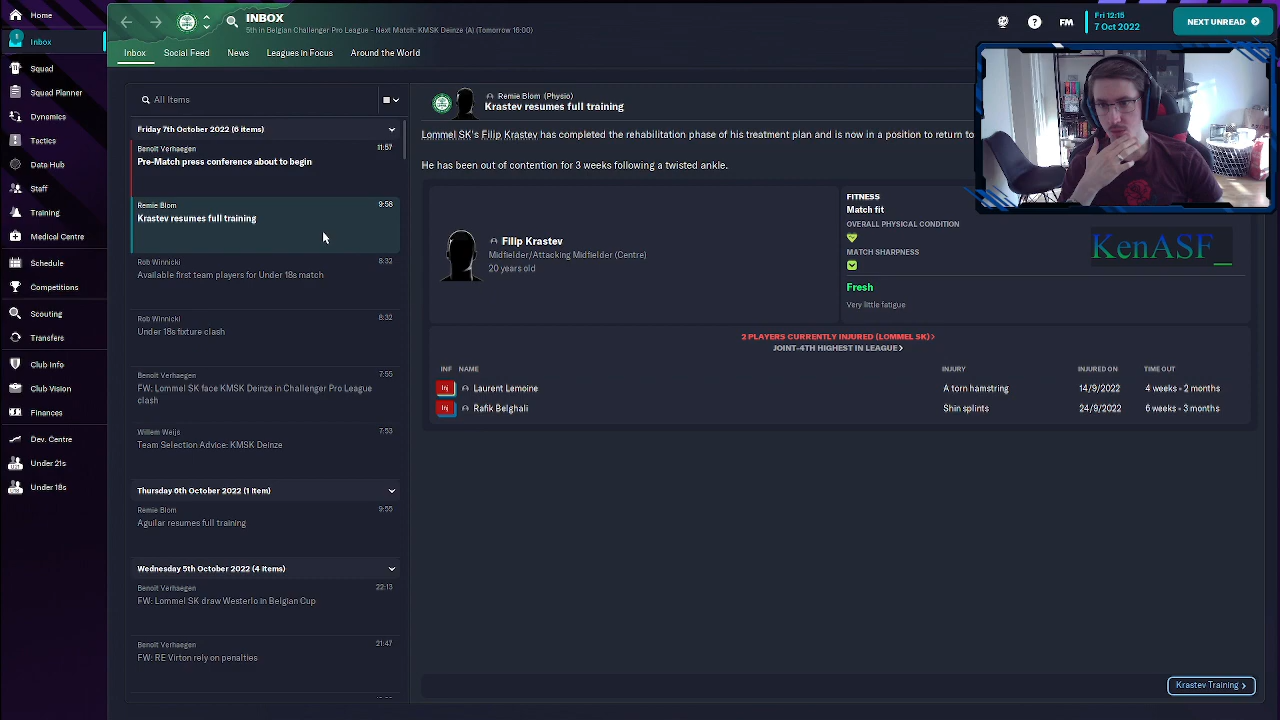 Home
1
Inbox
Squad
Squad Planner
Dynamics
Tactics
Data Hub
Staff
Training
Medical Centre
Schedule
Competitions
Scouting
Transfers
Club Info
Club Vision
Finances
Dev. Centre
Under 21s
Under 18s
INBOX
5th in Belgian Challenger Pro League - Next Match: KMSK Deinze (A) (Tomorrow 16:00)
FM
Fri 12:15
7 Oct 2022
NEXT UNREAD
Inbox
Social Feed
News
Leagues in Focus
Around the World
All Items
Friday 7th October 2022 (6 items)
Benoît Verhaegen
11:57
Pre-Match press conference about to begin
Remie Blom
9:58
Krastev resumes full training
Rob Winnicki
8:32
Available first team players for Under 18s match
Rob Winnicki
8:32
Under 18s fixture clash
Benoît Verhaegen
7:55
FW: Lommel SK face KMSK Deinze in Challenger Pro League
clash
Willem Weijs
7:53
Team Selection Advice: KMSK Deinze
Thursday 6th October 2022 (1 item)
Remie Blom
9:55
Aguilar resumes full training
Wednesday 5th October 2022 (4 items)
Benoît Verhaegen
22:13
FW: Lommel SK draw Westerlo in Belgian Cup
Benoît Verhaegen
21:47
FW: RE Virton rely on penalties
Remie Blom (Physio)
Krastev resumes full training
Lommel SK's Filip Krastev has completed the rehabilitation phase of his treatment plan and is now in a position to return to
He has been out of contention for 3 weeks following a twisted ankle.
Filip Krastev
Midfielder/Attacking Midfielder (Centre)
20 years old
FITNESS
Match fit
OVERALL PHYSICAL CONDITION
MATCH SHARPNESS
Fresh
Very little fatigue
KenASF_
2 PLAYERS CURRENTLY INJURED (LOMMEL SK)
JOINT-4TH HIGHEST IN LEAGUE
INF NAME INJURY INJURED ON TIME OUT
Inj Laurent Lemoine A torn hamstring 14/9/2022 4 weeks - 2 months
Inj Rafik Belghali Shin splints 24/9/2022 6 weeks - 3 months
Krastev Training